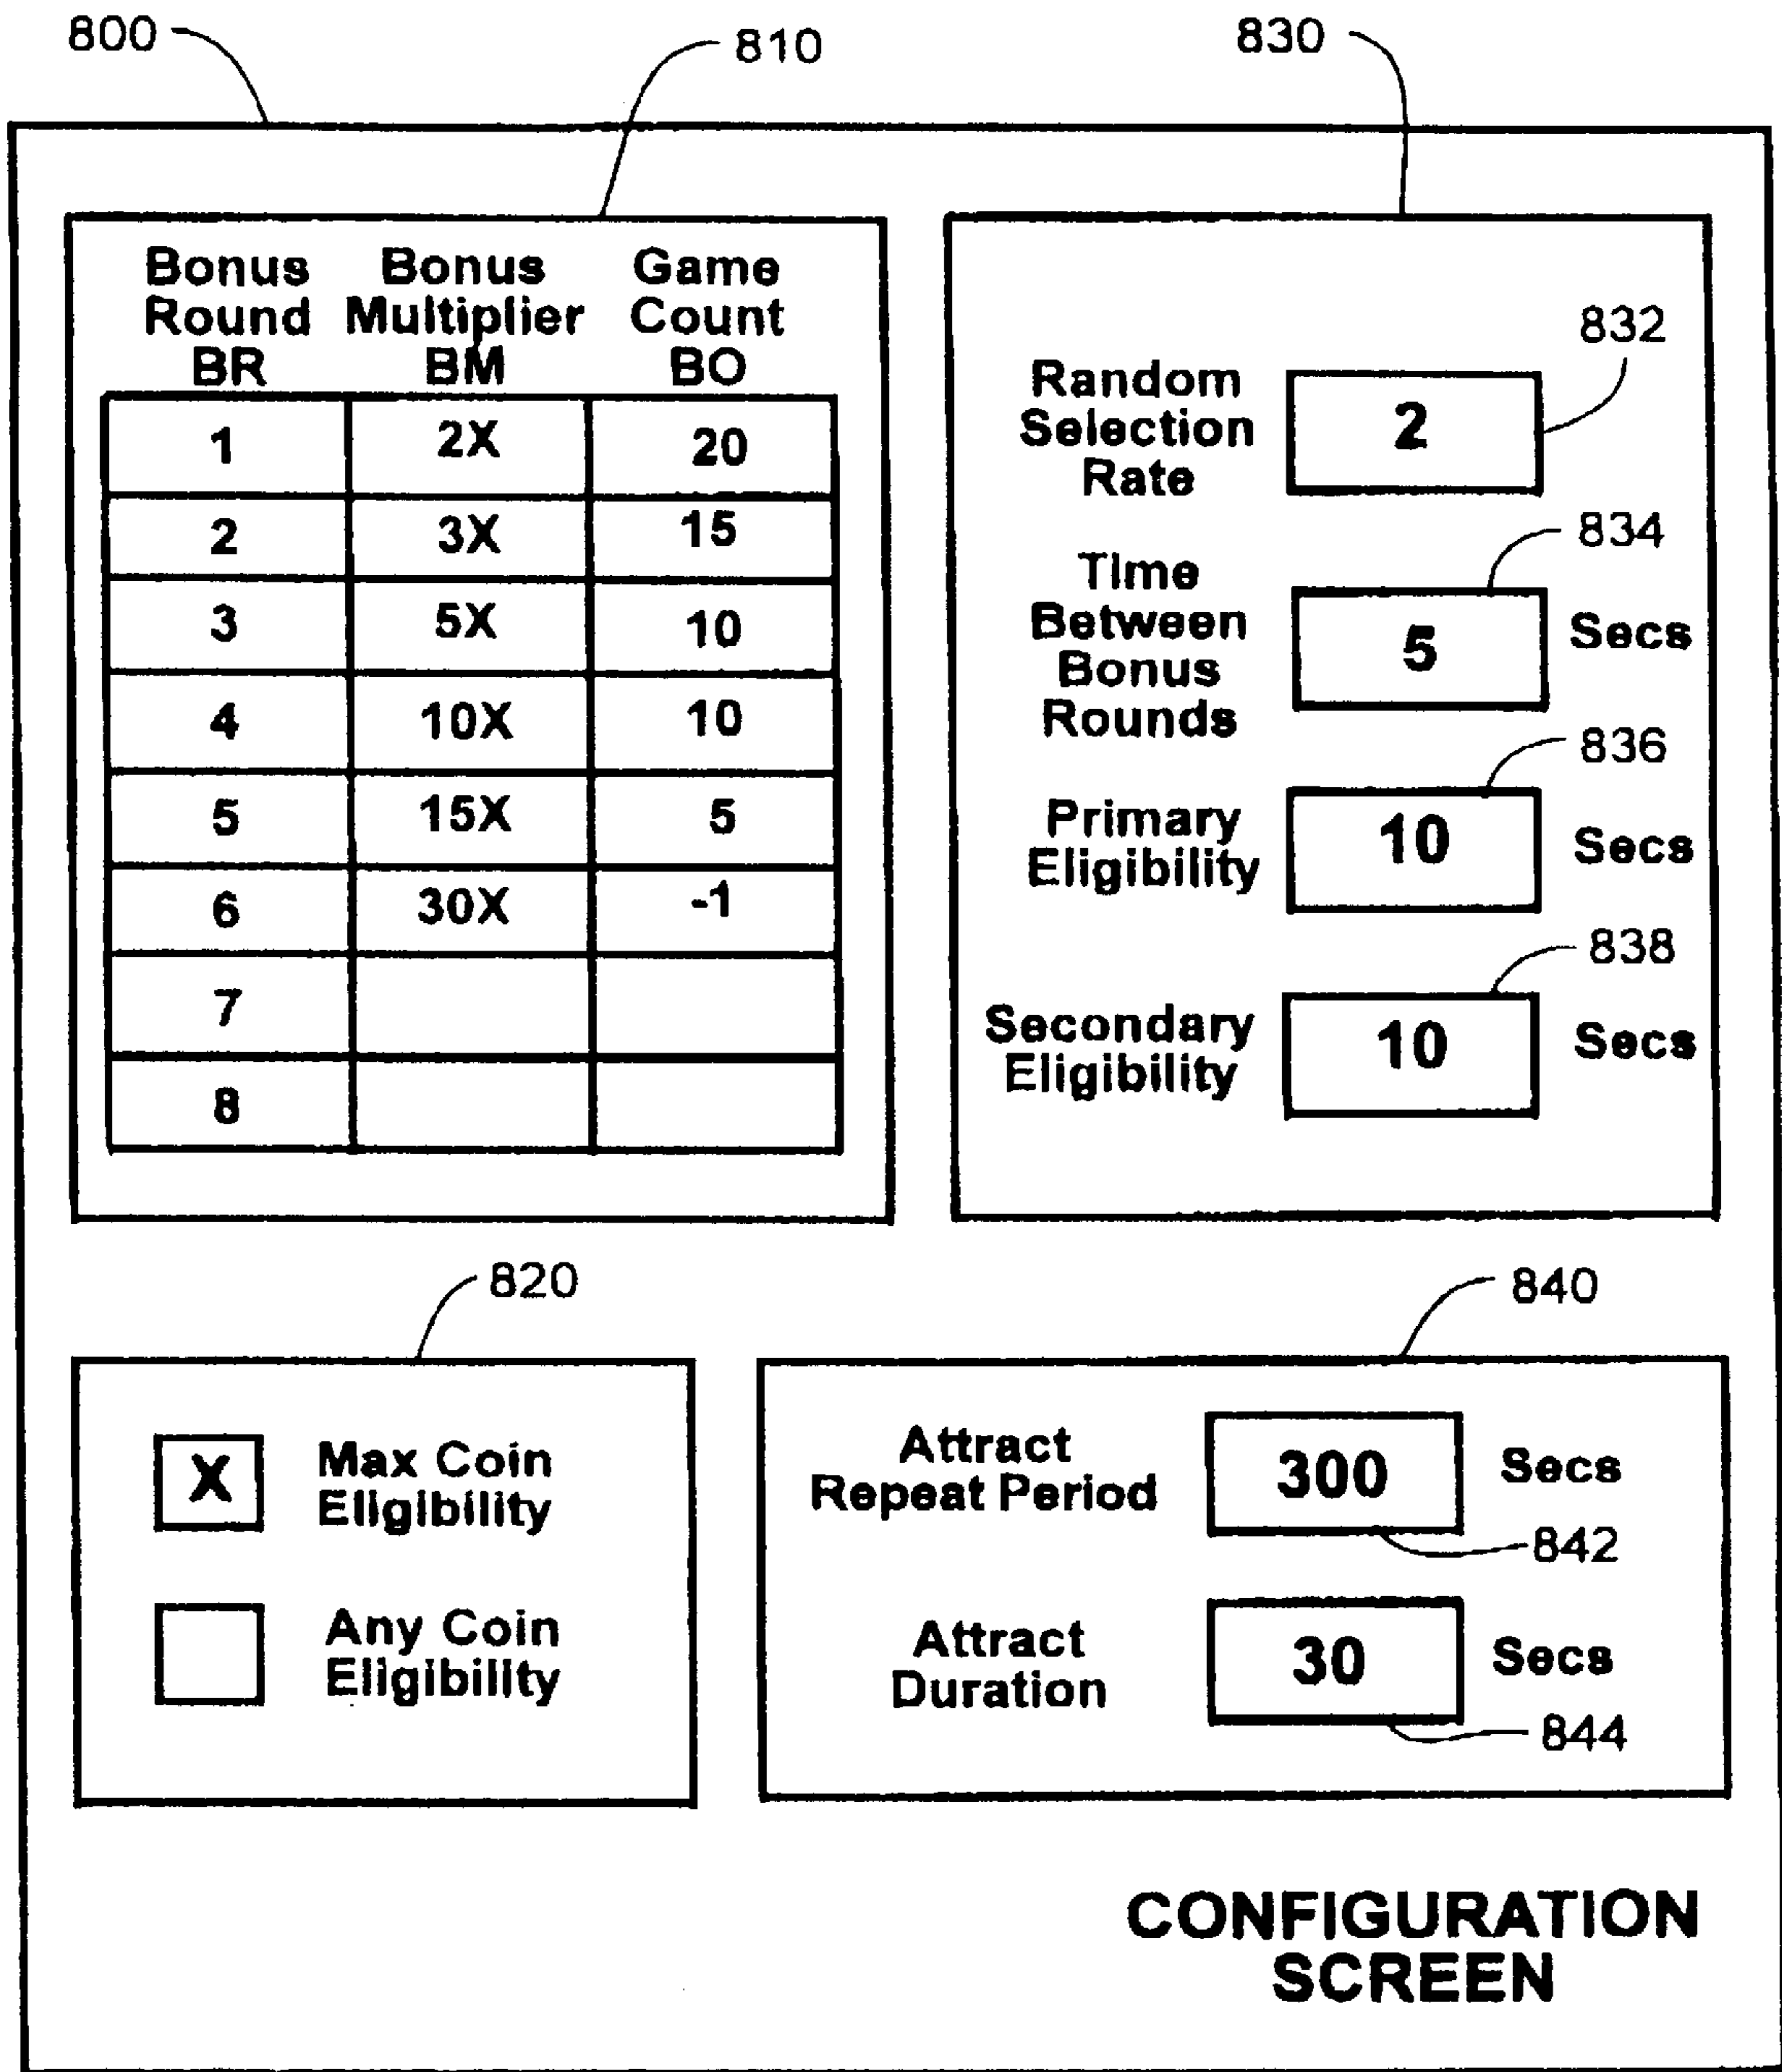 800
810
830
Bonus Bonus Game
Round Multiplier Count
BR BM BO
1 2X 20
2 3X 15
3 5X 10
4 10X 10
5 15X 5
6 30X -1
7
8
832
Random
Selection
Rate
2
834
Time
Between
Bonus
Rounds
5 Secs
836
Primary
Eligibility
10 Secs
838
Secondary
Eligibility
10 Secs
820
X Max Coin
Eligibility
Any Coin
Eligibility
840
Attract
Repeat Period
300 Secs
842
Attract
Duration
30 Secs
844
CONFIGURATION
SCREEN